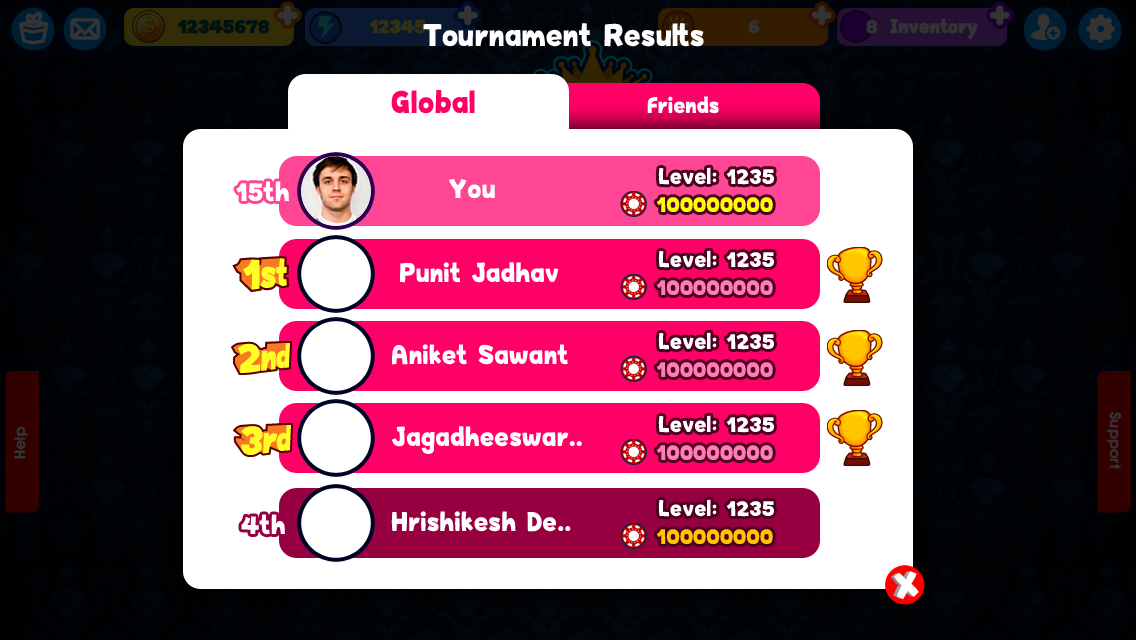 12345678
12345
6
8 Inventory
Tournament Results
Global
Friends
15th
You
Level: 1235
100000000
1st
Punit Jadhav
Level: 1235
100000000
2nd
Aniket Sawant
Level: 1235
100000000
3rd
Jagadheeswar..
Level: 1235
100000000
4th
Hrishikesh De..
Level: 1235
100000000
Help
Support
X